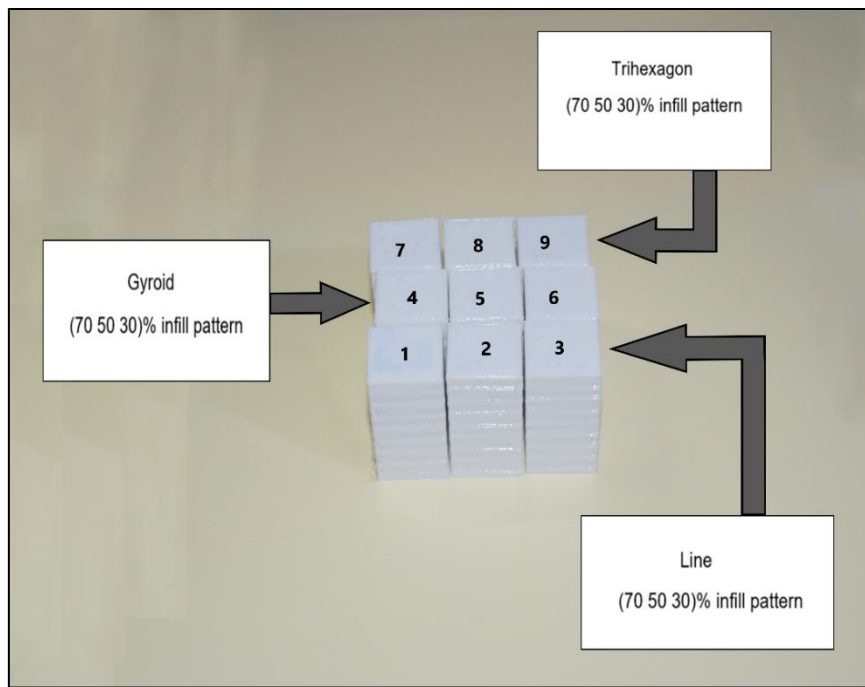 Trihexagon
(70 50 30)% infill pattern
7 8 9
Gyroid
(70 50 30)% infill pattern
4 5 6
1 2 3
Line
(70 50 30)% infill pattern